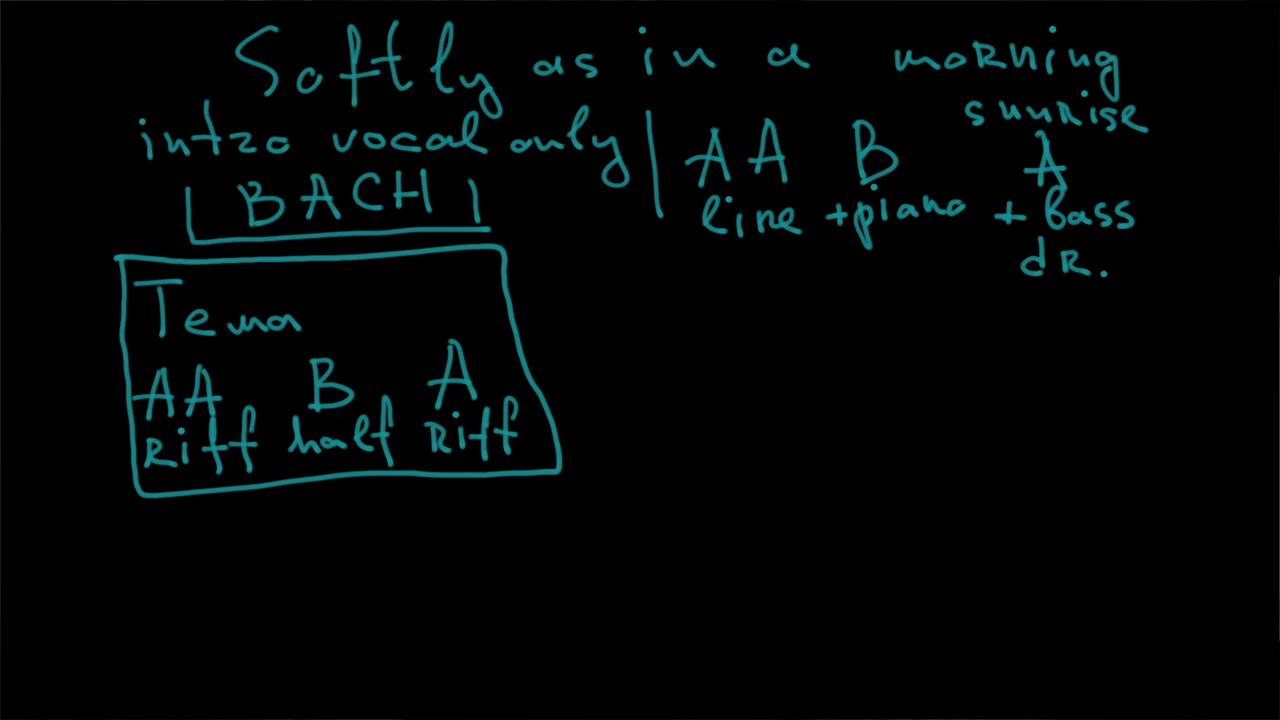 Softly as in a morning
sunrise
intro vocal only | AA B A
line +piano + bass
dr.
BACH
Tema
AA B A
Riff half Riff